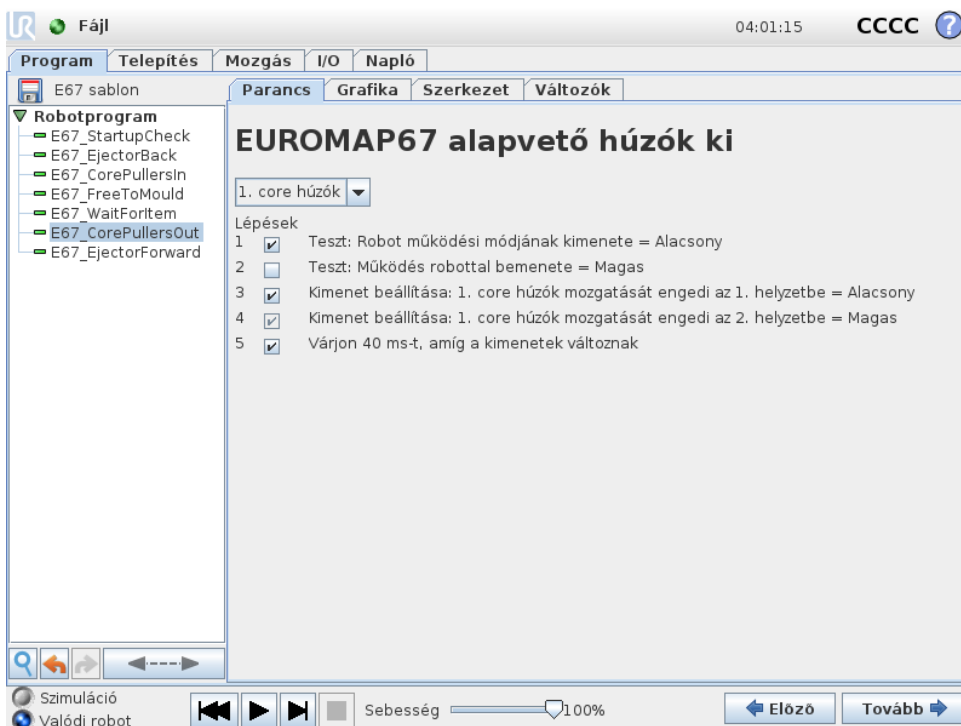 UR Fájl 04:01:15 CCCC ?
Program Telepítés Mozgás I/O Napló
E67 sablon
Parancs Grafika Szerkezet Változók
Robotprogram
E67_StartupCheck
E67_EjectorBack
E67_CorePullersIn
E67_FreeToMould
E67_WaitForItem
E67_CorePullersOut
E67_EjectorForward
EUROMAP67 alapvető húzók ki
1. core húzók
Lépések
1 Teszt: Robot működési módjának kimenete = Alacsony
2 Teszt: Működés robottal bemenete = Magas
3 Kimenet beállítása: 1. core húzók mozgatását engedi az 1. helyzetbe = Alacsony
4 Kimenet beállítása: 1. core húzók mozgatását engedi az 2. helyzetbe = Magas
5 Várjon 40 ms-t, amíg a kimenetek változnak
Szimuláció
Valódi robot
Sebesség 100%
Előző
Tovább